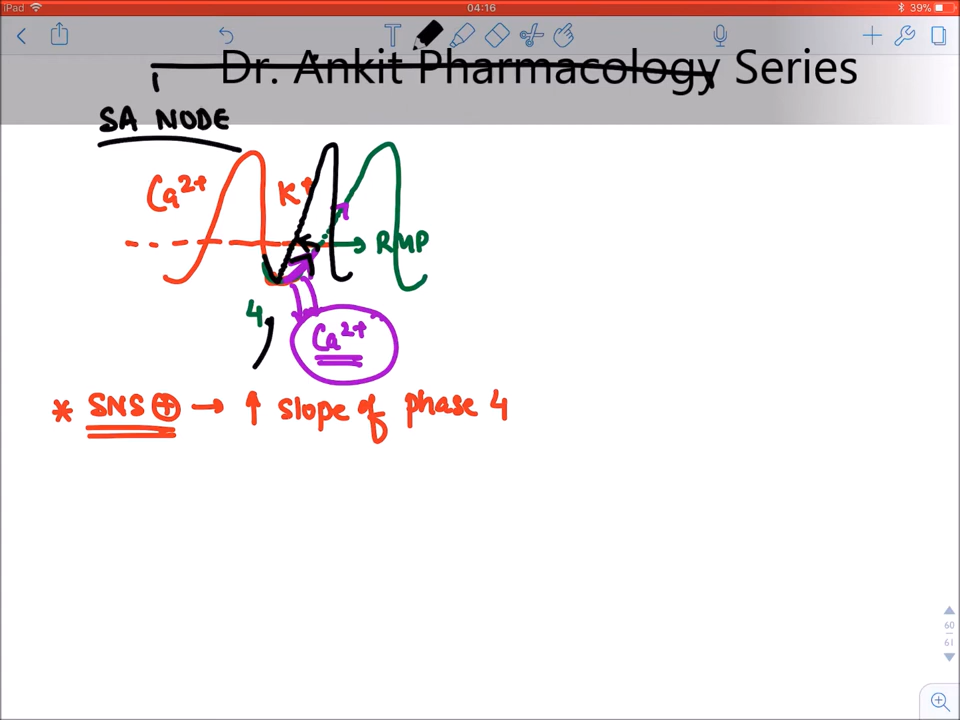 iPad 04:16 39%
T
Dr. Ankit Pharmacology Series
SA NODE
Ca2+ K+
RMP
4
Ca2+
* SNS ⊕ → ↑ slope of phase 4
60
61